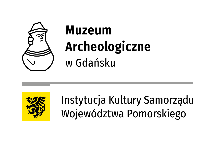 Muzeum
Archeologiczne
w Gdańsku
Instytucja Kultury Samorządu
Województwa Pomorskiego